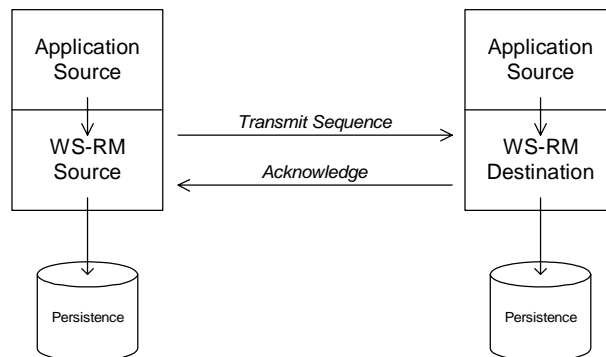 Application
Source
Application
Source
Transmit Sequence
WS-RM
Source
WS-RM
Destination
Acknowledge
Persistence
Persistence